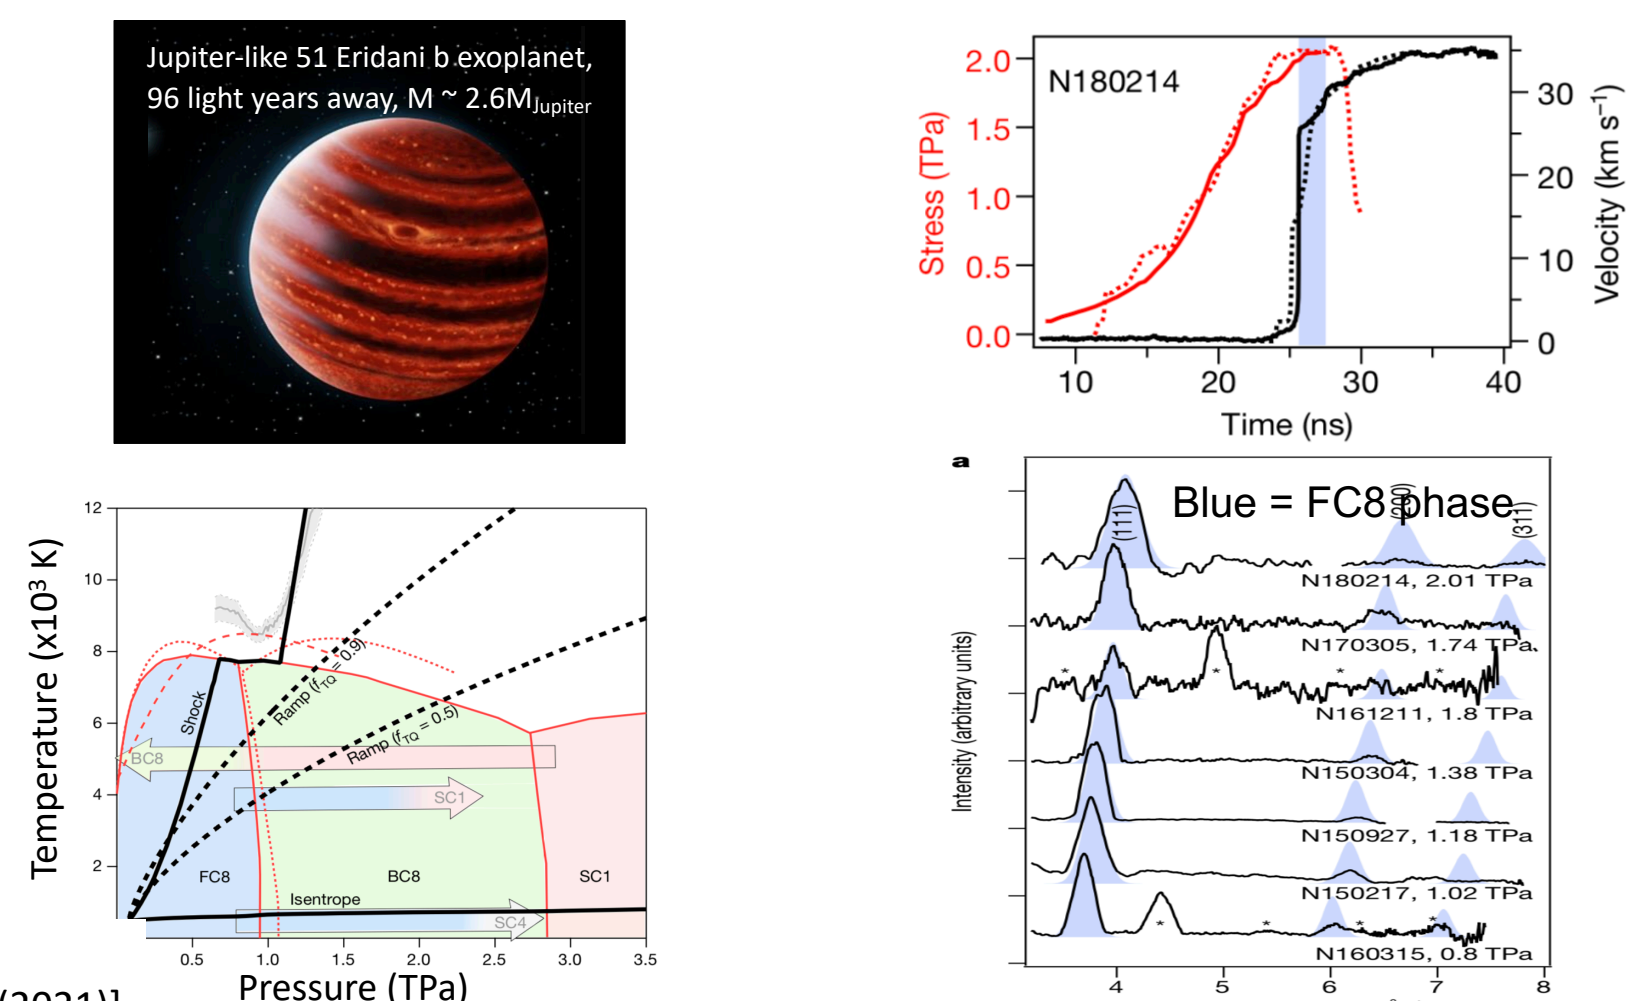 Jupiter-like 51 Eridani b exoplanet,
96 light years away, M ~ 2.6M_Jupiter
N180214
Stress (TPa)
2.0
1.5
1.0
0.5
0.0
Velocity (km s⁻¹)
30
20
10
0
10 20 30 40
Time (ns)
Temperature (x10³ K)
12
10
8
6
4
2
Shock
Ramp (f_TQ = 0.9)
Ramp (f_TQ = 0.5)
BC8
SC1
FC8
BC8
SC1
Isentrope
SC4
0.5 1.0 1.5 2.0 2.5 3.0 3.5
Pressure (TPa)
(2021)]
a
Blue = FC8 phase
(111)
(200)
(311)
Intensity (arbitrary units)
N180214, 2.01 TPa
N170305, 1.74 TPa
* * * *
N161211, 1.8 TPa
N150304, 1.38 TPa
N150927, 1.18 TPa
N150217, 1.02 TPa
* * * * *
N160315, 0.8 TPa
4 5 6 7 8